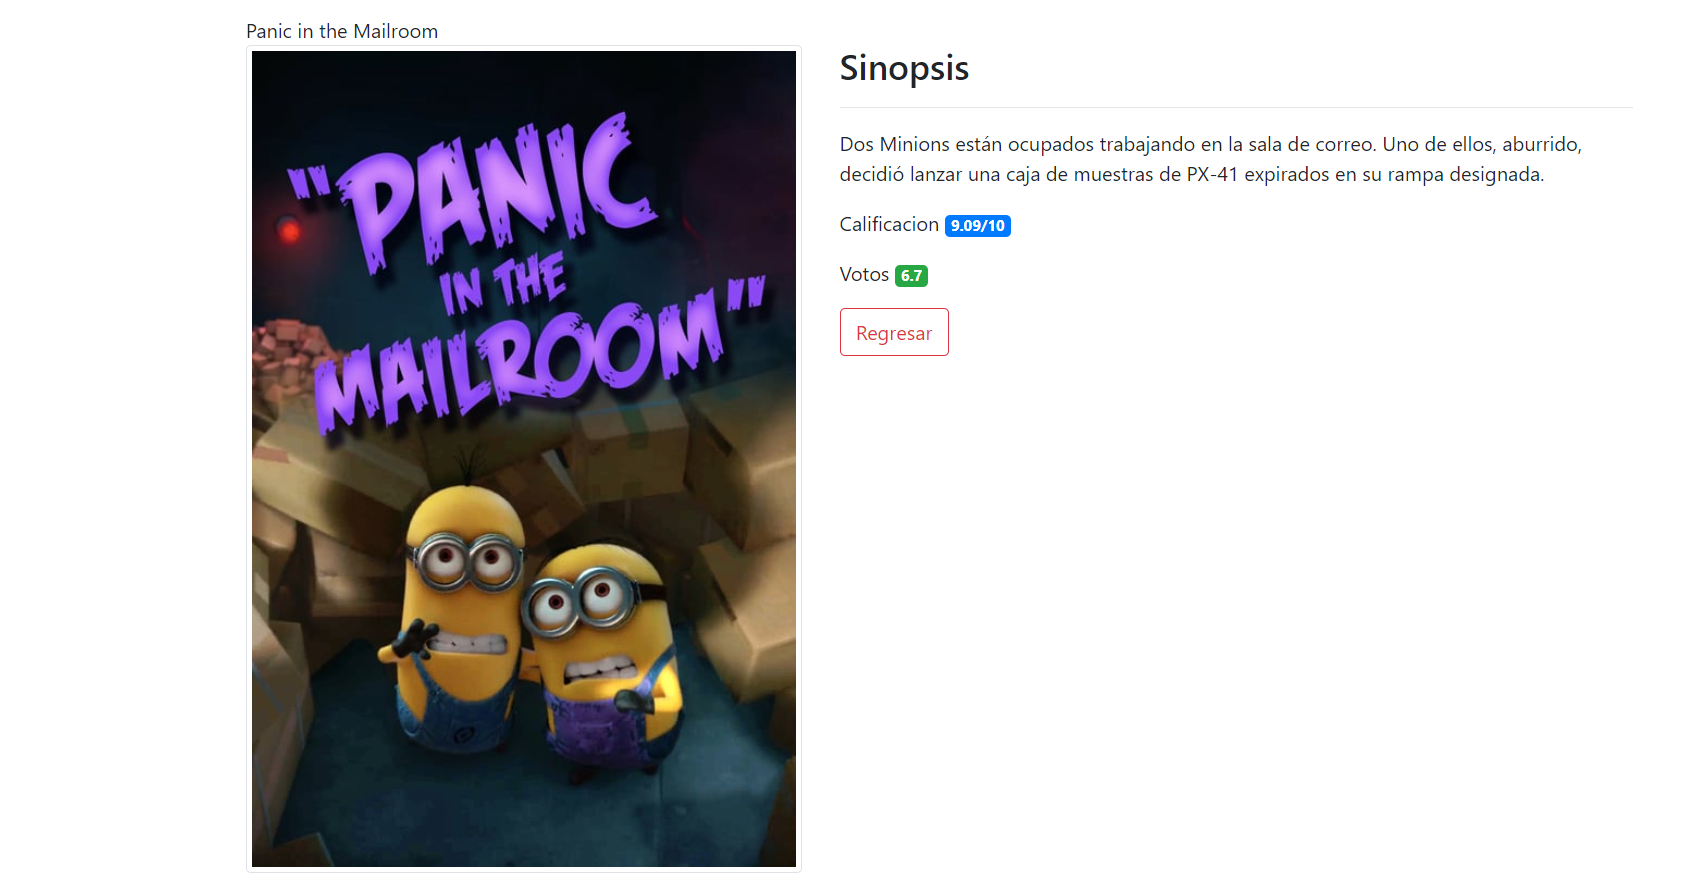 Panic in the Mailroom
"PANIC
IN THE
MAILROOM"
Sinopsis
Dos Minions están ocupados trabajando en la sala de correo. Uno de ellos, aburrido,
decidió lanzar una caja de muestras de PX-41 expirados en su rampa designada.
Calificacion 9.09/10
Votos 6.7
Regresar